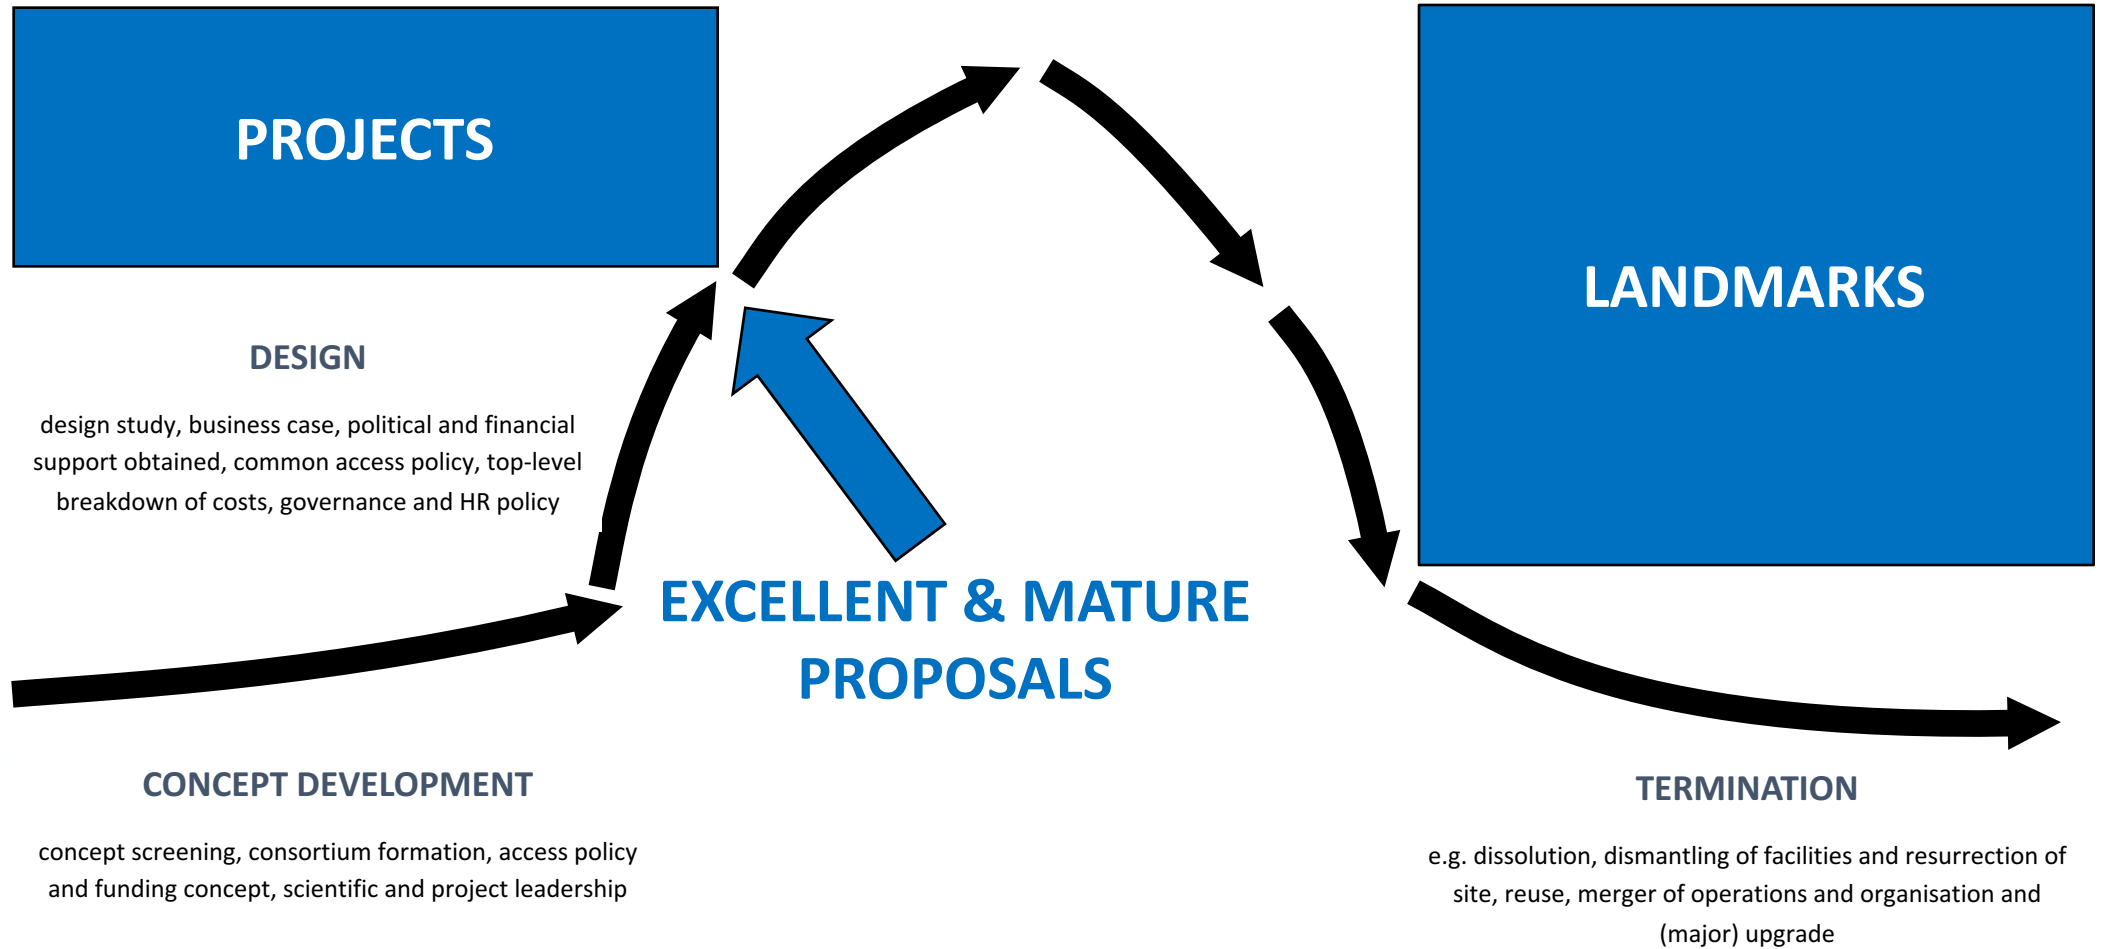 PROJECTS
LANDMARKS
DESIGN
design study, business case, political and financial
support obtained, common access policy, top-level
breakdown of costs, governance and HR policy
EXCELLENT & MATURE
PROPOSALS
CONCEPT DEVELOPMENT
concept screening, consortium formation, access policy
and funding concept, scientific and project leadership
TERMINATION
e.g. dissolution, dismantling of facilities and resurrection of
site, reuse, merger of operations and organisation and
(major) upgrade